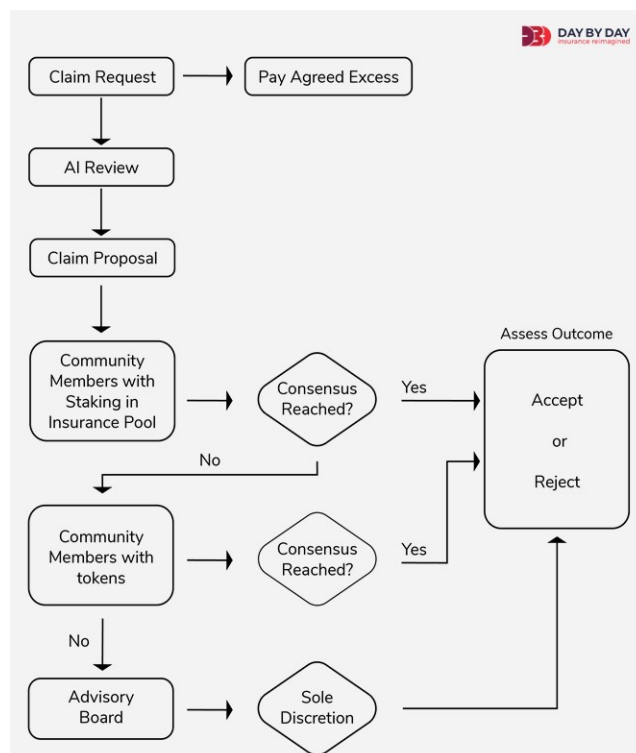 DAY BY DAY
insurance reimagined
Claim Request
Pay Agreed Excess
AI Review
Claim Proposal
Assess Outcome
Community
Members with
Staking in
Insurance Pool
Consensus
Reached?
Yes
Accept
or
Reject
No
Community
Members with
tokens
Consensus
Reached?
Yes
No
Advisory
Board
Sole
Discretion